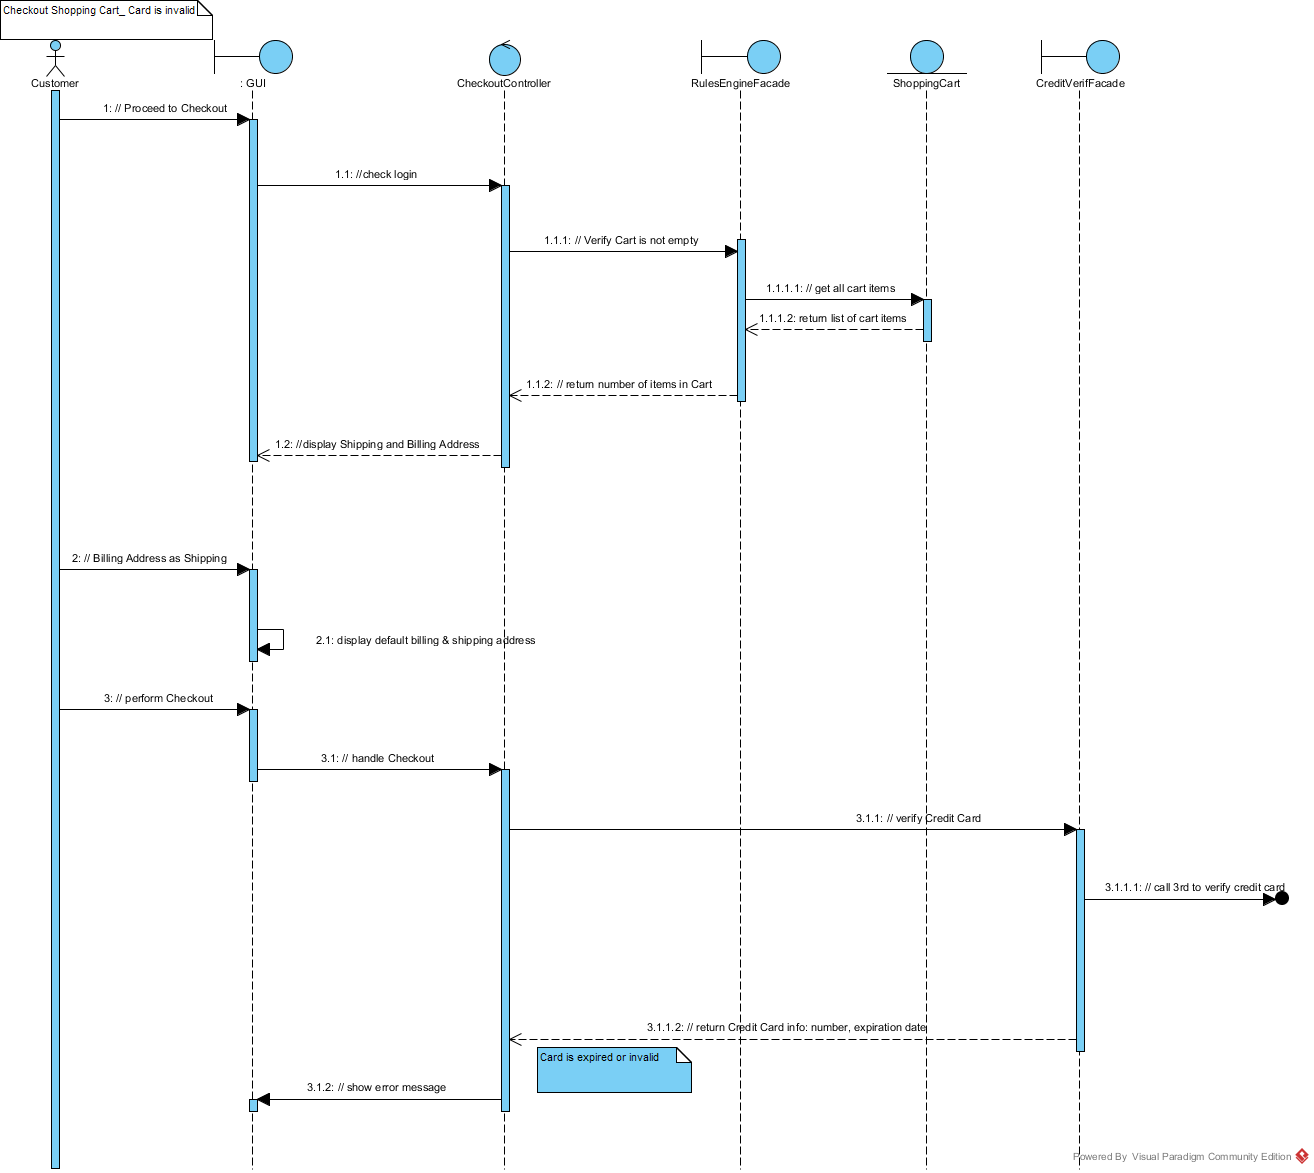 Checkout Shopping Cart_ Card is invalid
Customer
: GUI
CheckoutController
RulesEngineFacade
ShoppingCart
CreditVerifFacade
1: // Proceed to Checkout
1.1: //check login
1.1.1: // Verify Cart is not empty
1.1.1.1: // get all cart items
1.1.1.2: return list of cart items
1.1.2: // return number of items in Cart
1.2: //display Shipping and Billing Address
2: // Billing Address as Shipping
2.1: display default billing & shipping address
3: // perform Checkout
3.1: // handle Checkout
3.1.1: // verify Credit Card
3.1.1.1: // call 3rd to verify credit card
3.1.1.2: // return Credit Card info: number, expiration date
Card is expired or invalid
3.1.2: // show error message
Powered By Visual Paradigm Community Edition